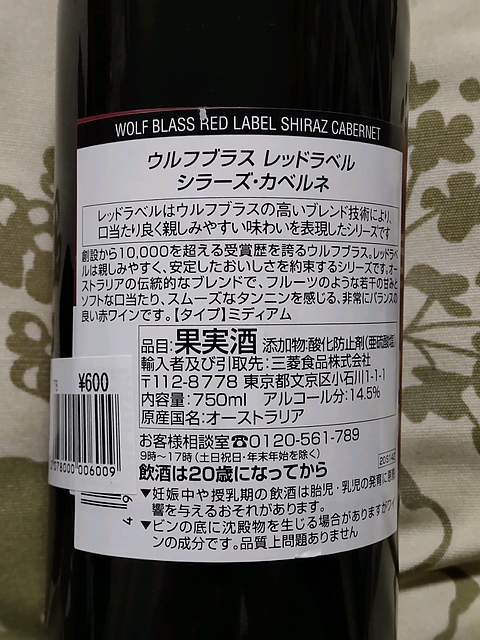 WOLF BLASS RED LABEL SHIRAZ CABERNET
ウルフブラス レッドラベル
シラーズ・カベルネ
レッドラベルはウルフブラスの高いブレンド技術により、
口当たり良く親しみやすい味わいを表現したシリーズです
創設から10,000を超える受賞歴を誇るウルフブラス。レッドラベ
ルは親しみやすく、安定したおいしさを約束するシリーズです。オー
ストラリアの伝統的なブレンドで、フルーツのような若干の甘みと
ソフトな口当たり、スムーズなタンニンを感じる、非常にバランスの
良い赤ワインです。【タイプ】ミディアム
品目:果実酒 添加物:酸化防止剤(亜硫酸塩)
輸入者及び引取先:三菱食品株式会社
〒112-8778 東京都文京区小石川1-1-1
内容量:750ml アルコール分:14.5%
原産国名:オーストラリア
¥600
078000 006009
お客様相談室☎0120-561-789
9時~17時(土日祝日・年末年始を除く)
飲酒は20歳になってから
▼妊娠中や授乳期の飲酒は胎児・乳児の発育に悪影
響を与えるおそれがあります。
▼ビンの底に沈殿物を生じる場合がありますがワイ
ンの成分です。品質上問題ありません